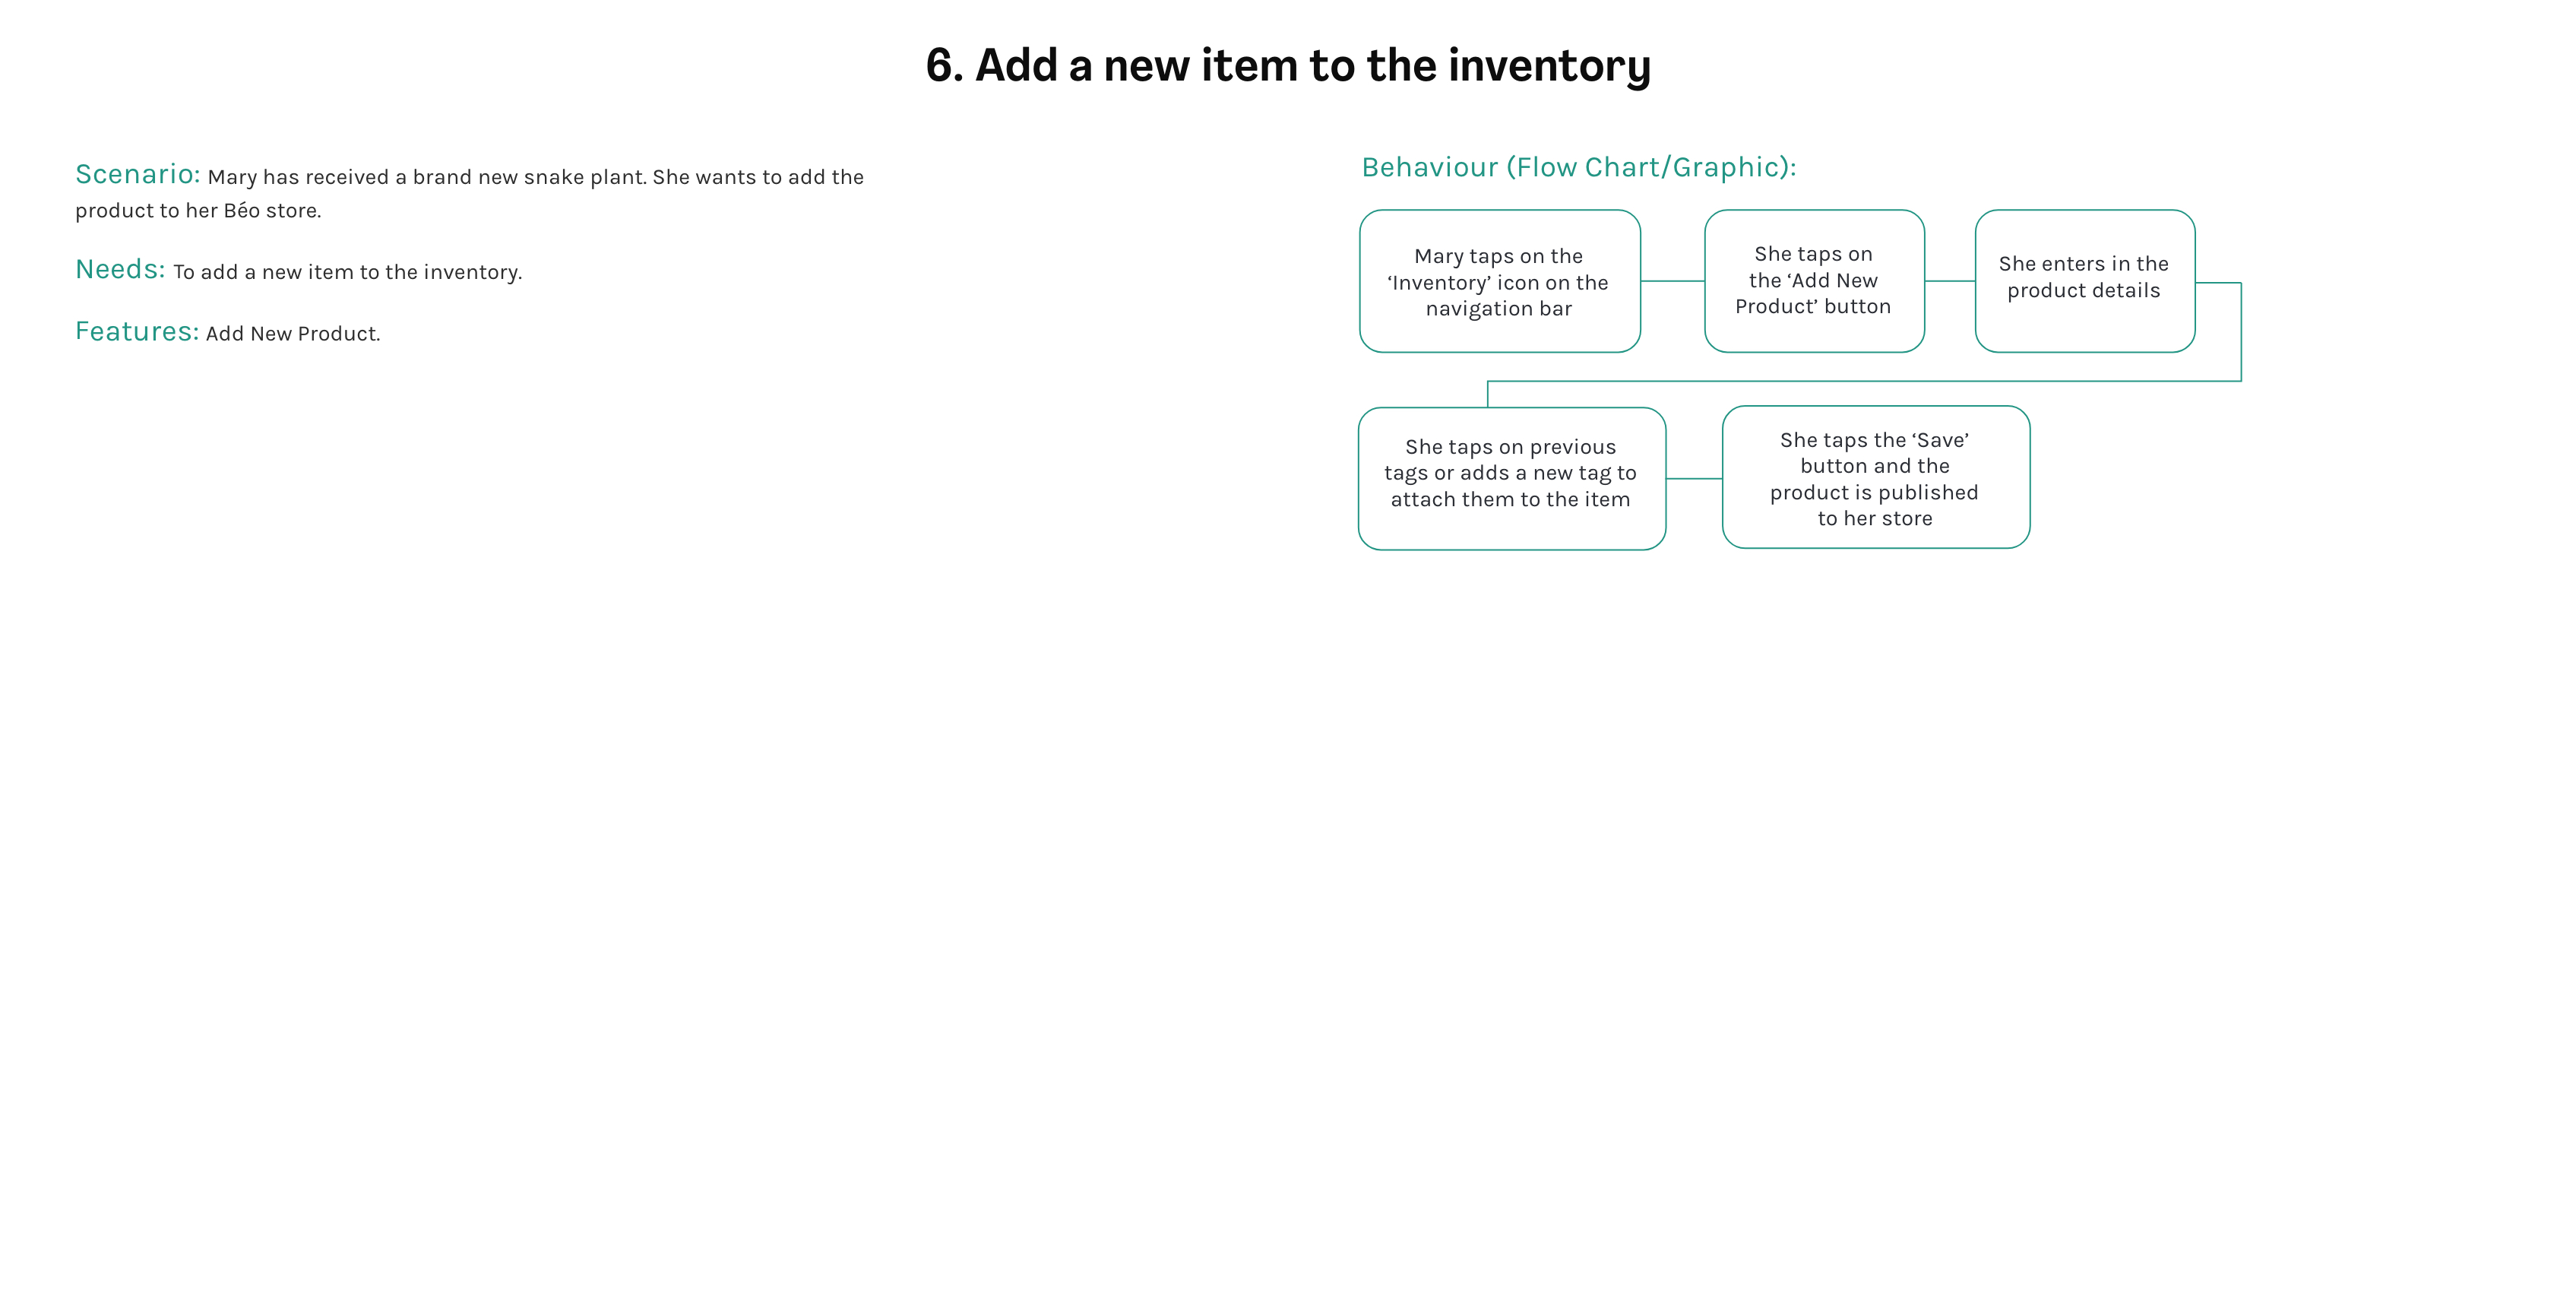 6. Add a new item to the inventory
Scenario: Mary has received a brand new snake plant. She wants to add the
product to her Béo store.
Needs: To add a new item to the inventory.
Features: Add New Product.
Behaviour (Flow Chart/Graphic):
Mary taps on the
‘Inventory’ icon on the
navigation bar
She taps on
the ‘Add New
Product’ button
She enters in the
product details
She taps on previous
tags or adds a new tag to
attach them to the item
She taps the ‘Save’
button and the
product is published
to her store